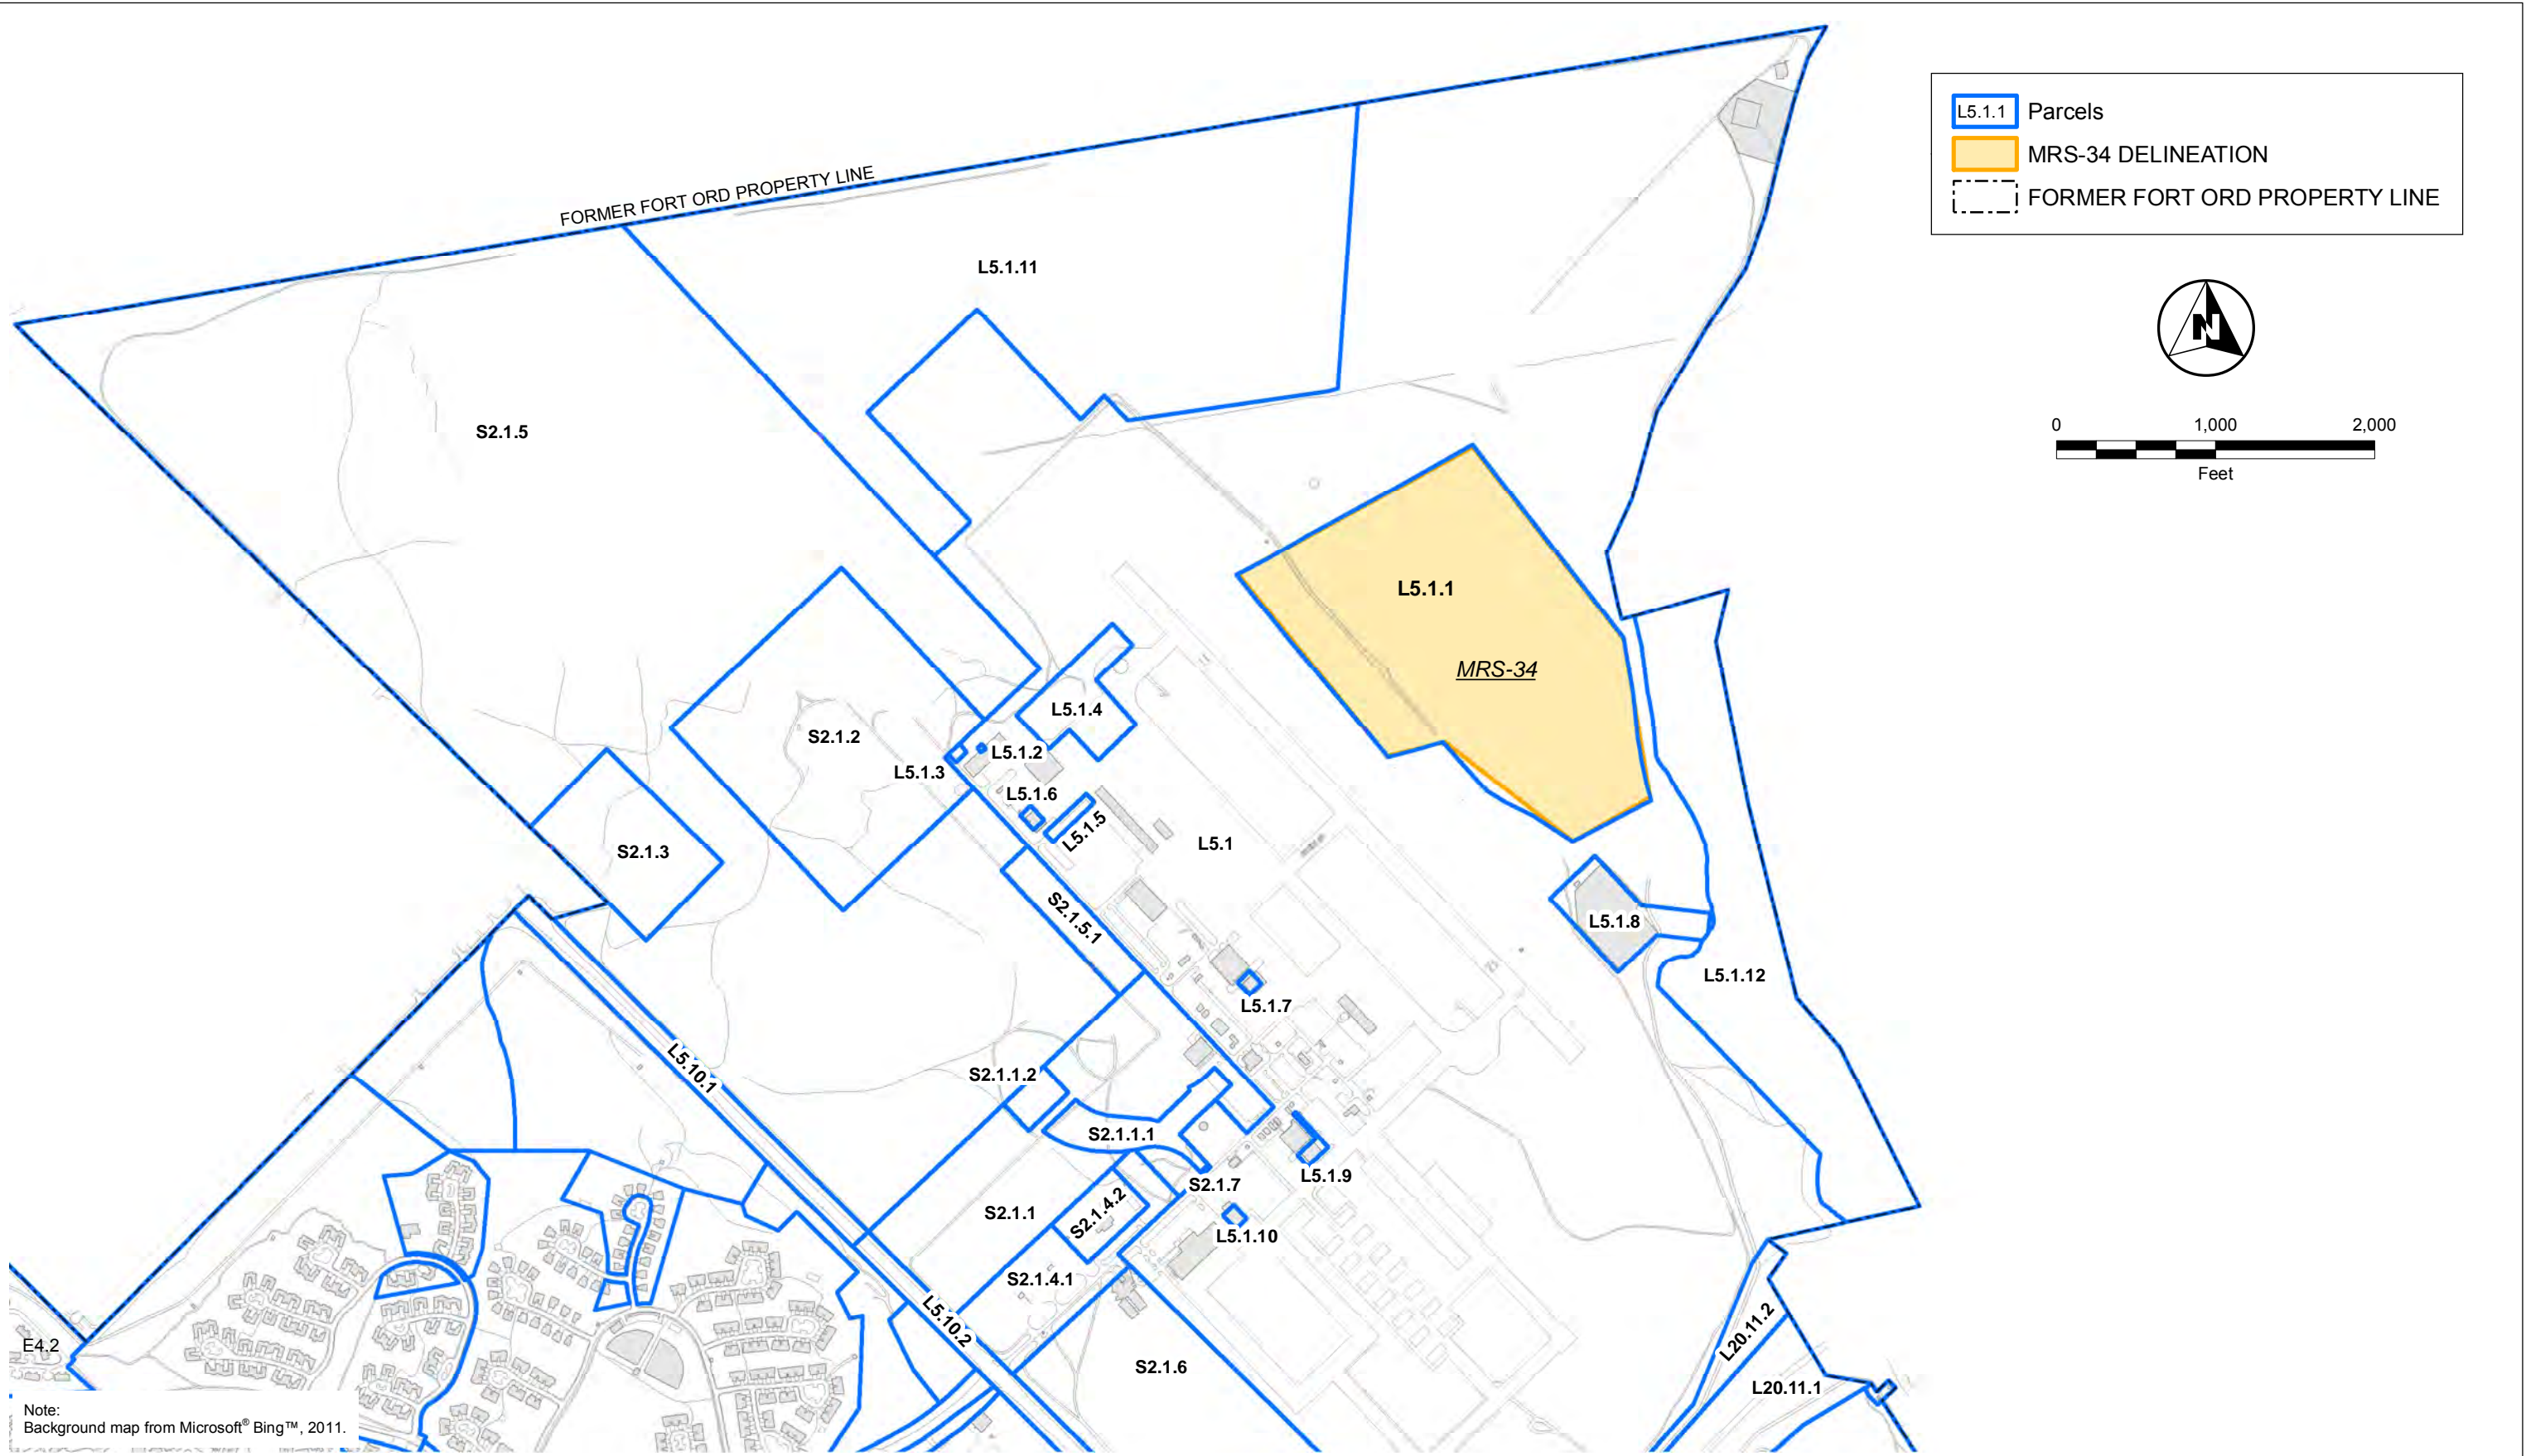 L5.1.1 Parcels
MRS-34 DELINEATION
FORMER FORT ORD PROPERTY LINE
N
0 1,000 2,000
Feet
FORMER FORT ORD PROPERTY LINE
L5.1.11
S2.1.5
L5.1.1
MRS-34
L5.1.4
S2.1.2
L5.1.2
L5.1.3
L5.1.6
L5.1.5
L5.1
S2.1.3
S2.1.5.1
L5.1.8
L5.1.12
L5.1.7
L5.10.1
S2.1.1.2
S2.1.1.1
L5.1.9
S2.1.7
S2.1.1
S2.1.4.2
L5.1.10
S2.1.4.1
L5.10.2
L20.11.2
E4.2
S2.1.6
L20.11.1
Note:
Background map from Microsoft® Bing™, 2011.